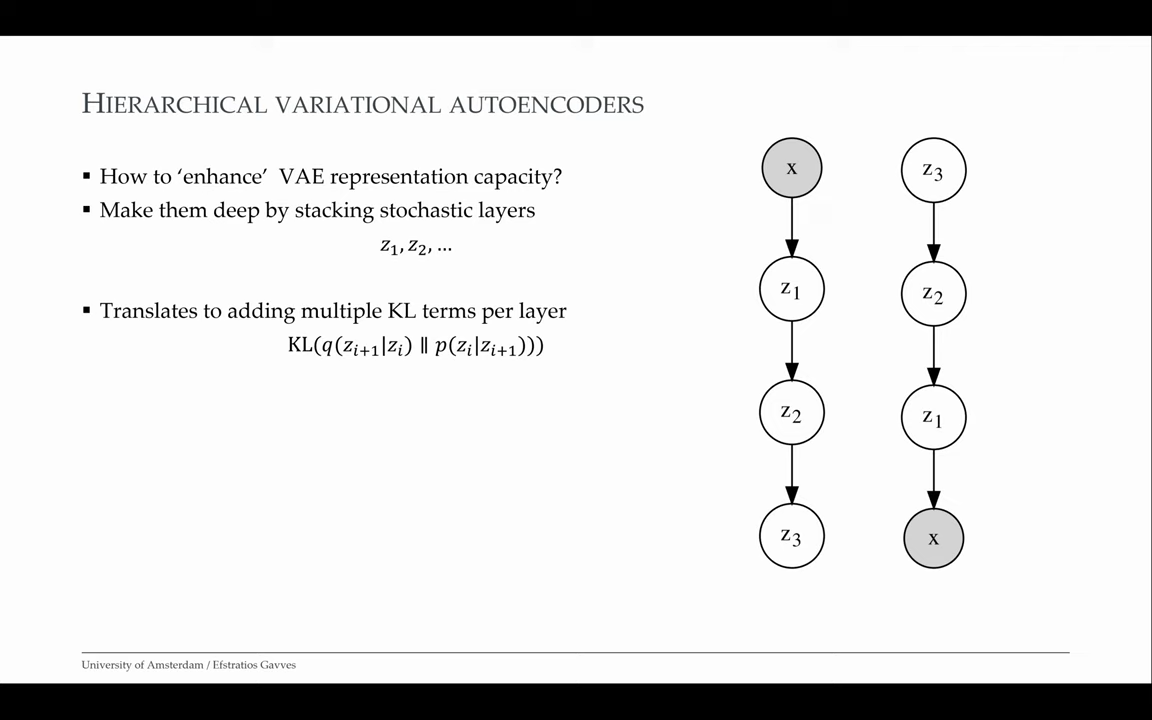 HIERARCHICAL VARIATIONAL AUTOENCODERS
▪ How to ‘enhance’ VAE representation capacity?
▪ Make them deep by stacking stochastic layers
z₁, z₂, …
▪ Translates to adding multiple KL terms per layer
KL(q(zᵢ₊₁|zᵢ) ∥ p(zᵢ|zᵢ₊₁)))
x
z₁
z₂
z₃
z₃
z₂
z₁
x
University of Amsterdam / Efstratios Gavves